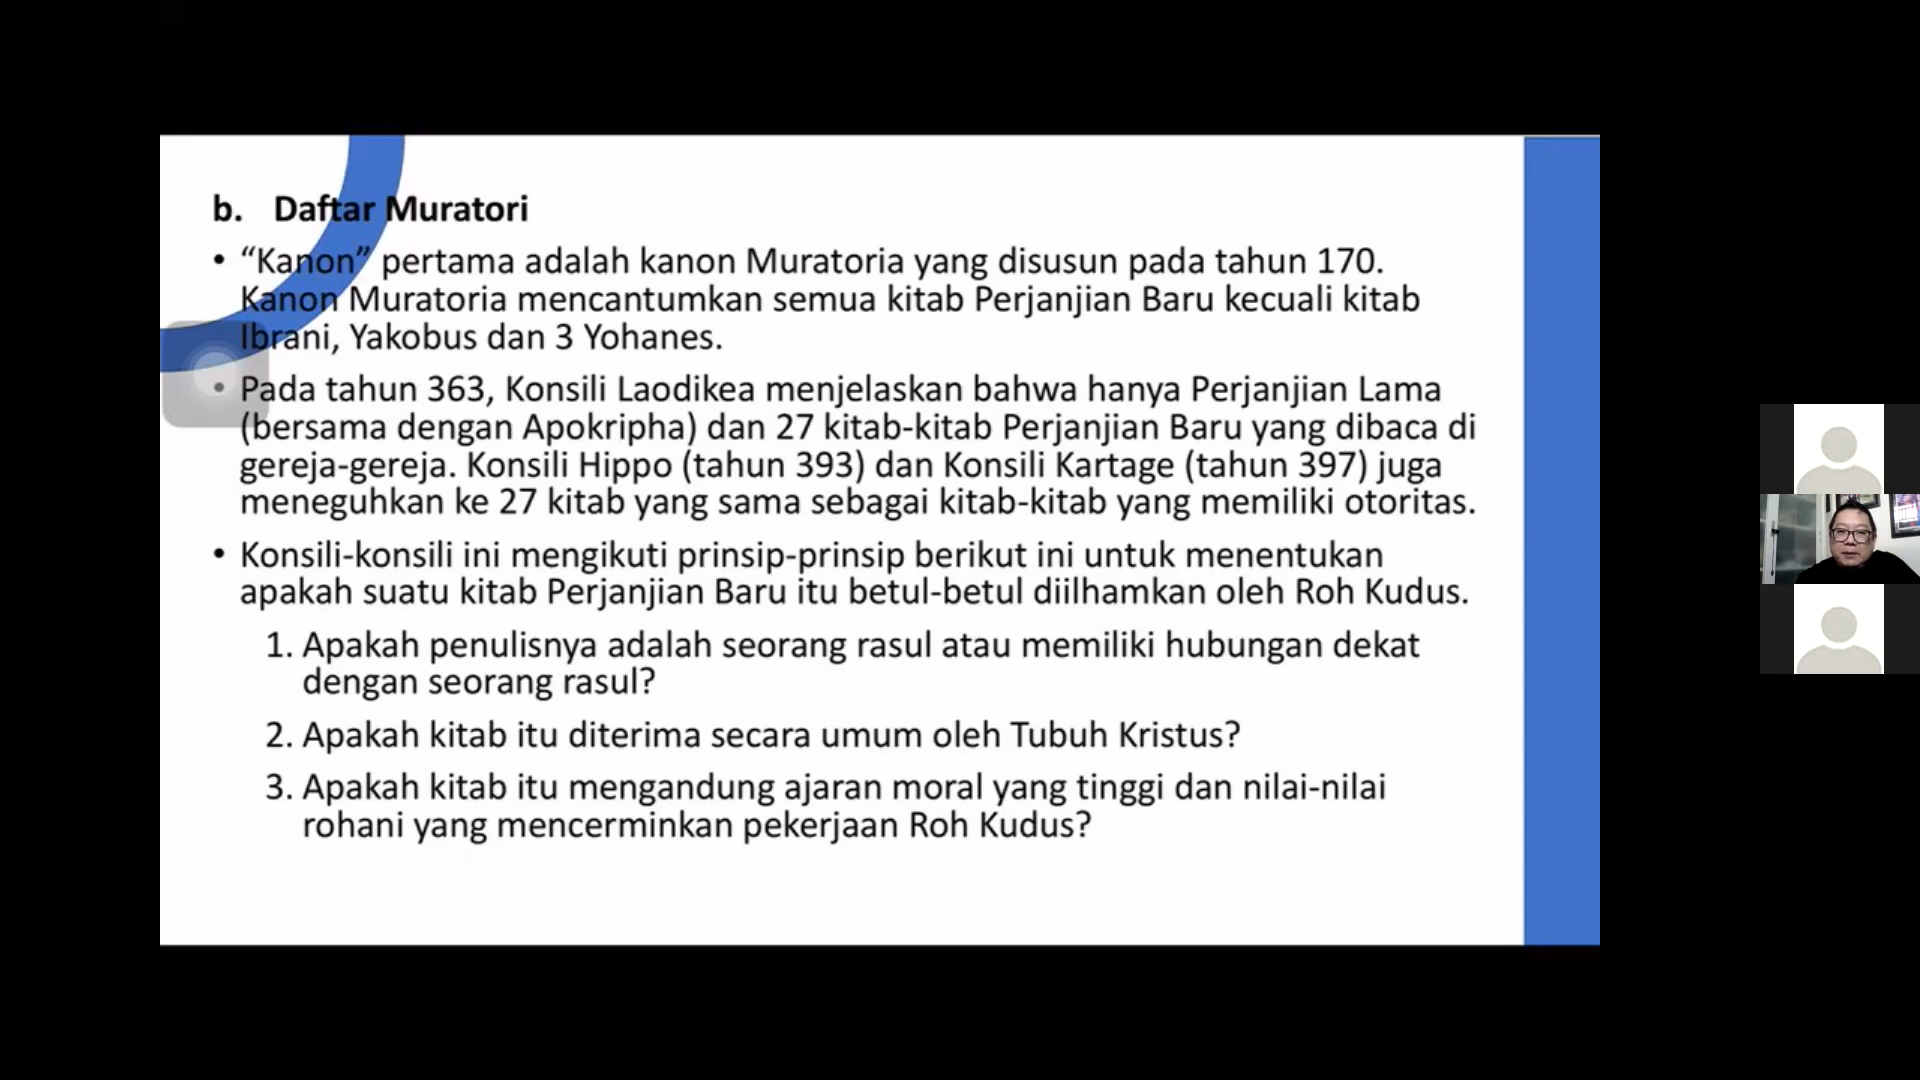 b. Daftar Muratori
• “Kanon” pertama adalah kanon Muratoria yang disusun pada tahun 170.
Kanon Muratoria mencantumkan semua kitab Perjanjian Baru kecuali kitab
Ibrani, Yakobus dan 3 Yohanes.
• Pada tahun 363, Konsili Laodikea menjelaskan bahwa hanya Perjanjian Lama
(bersama dengan Apokripha) dan 27 kitab-kitab Perjanjian Baru yang dibaca di
gereja-gereja. Konsili Hippo (tahun 393) dan Konsili Kartage (tahun 397) juga
meneguhkan ke 27 kitab yang sama sebagai kitab-kitab yang memiliki otoritas.
• Konsili-konsili ini mengikuti prinsip-prinsip berikut ini untuk menentukan
apakah suatu kitab Perjanjian Baru itu betul-betul diilhamkan oleh Roh Kudus.
1. Apakah penulisnya adalah seorang rasul atau memiliki hubungan dekat
dengan seorang rasul?
2. Apakah kitab itu diterima secara umum oleh Tubuh Kristus?
3. Apakah kitab itu mengandung ajaran moral yang tinggi dan nilai-nilai
rohani yang mencerminkan pekerjaan Roh Kudus?